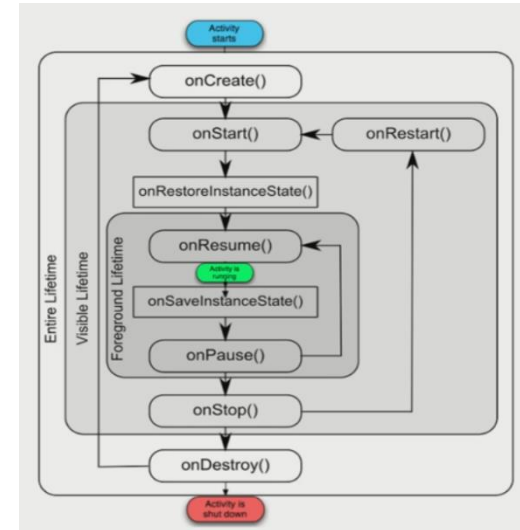 Activity
starts
onCreate()
onStart()
onRestart()
onRestoreInstanceState()
onResume()
Activity is
running
onSaveInstanceState()
onPause()
onStop()
onDestroy()
Activity is
shut down
Entire Lifetime
Visible Lifetime
Foreground Lifetime